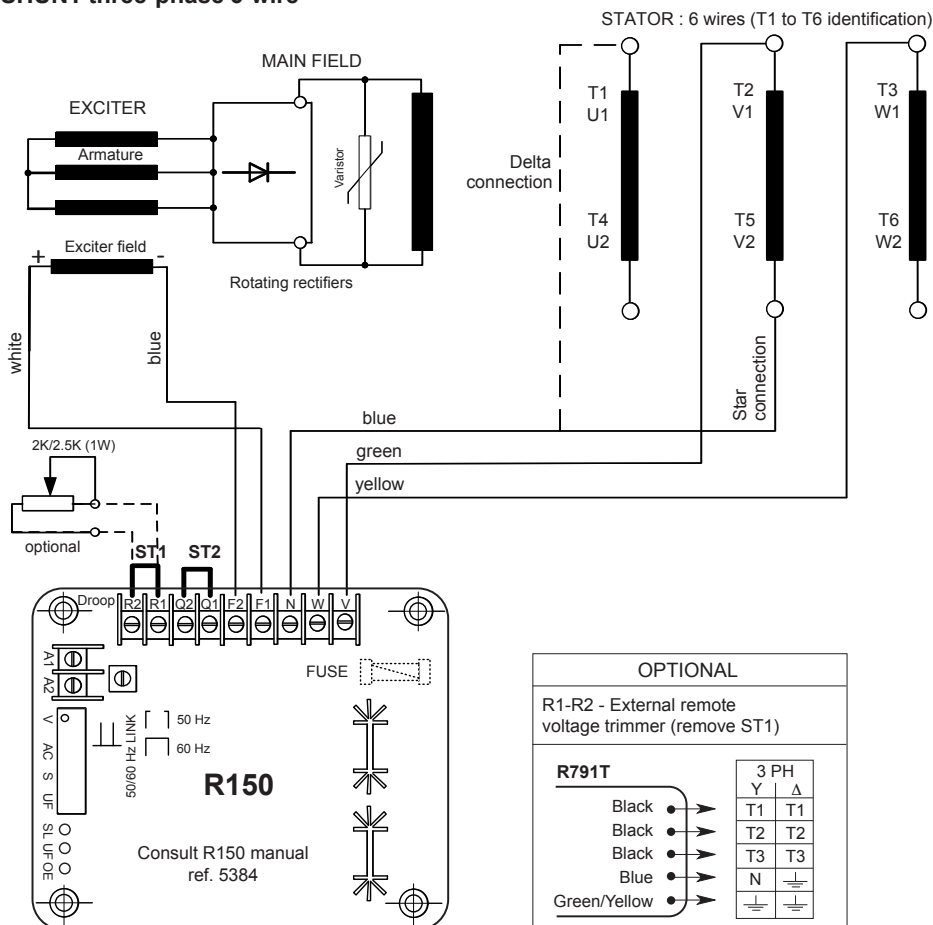 SHUNT three-phase 6-wire
STATOR : 6 wires (T1 to T6 identification)
MAIN FIELD
EXCITER
Armature
Varistor
Rotating rectifiers
Exciter field
+
-
T1
U1
T2
V1
T3
W1
Delta
connection
T4
U2
T5
V2
T6
W2
white
blue
Star
connection
blue
green
yellow
2K/2.5K (1W)
optional
ST1
ST2
Droop
R2 R1 Q2 Q1 F2 F1 N W V
A1
A2
FUSE
V
AC
S
UF
50/60 Hz LINK
50 Hz
60 Hz
R150
SL
UF
OE
Consult R150 manual
ref. 5384
OPTIONAL
R1-R2 - External remote
voltage trimmer (remove ST1)
R791T
3 PH
Y Δ
Black T1 T1
Black T2 T2
Black T3 T3
Blue N
Green/Yellow